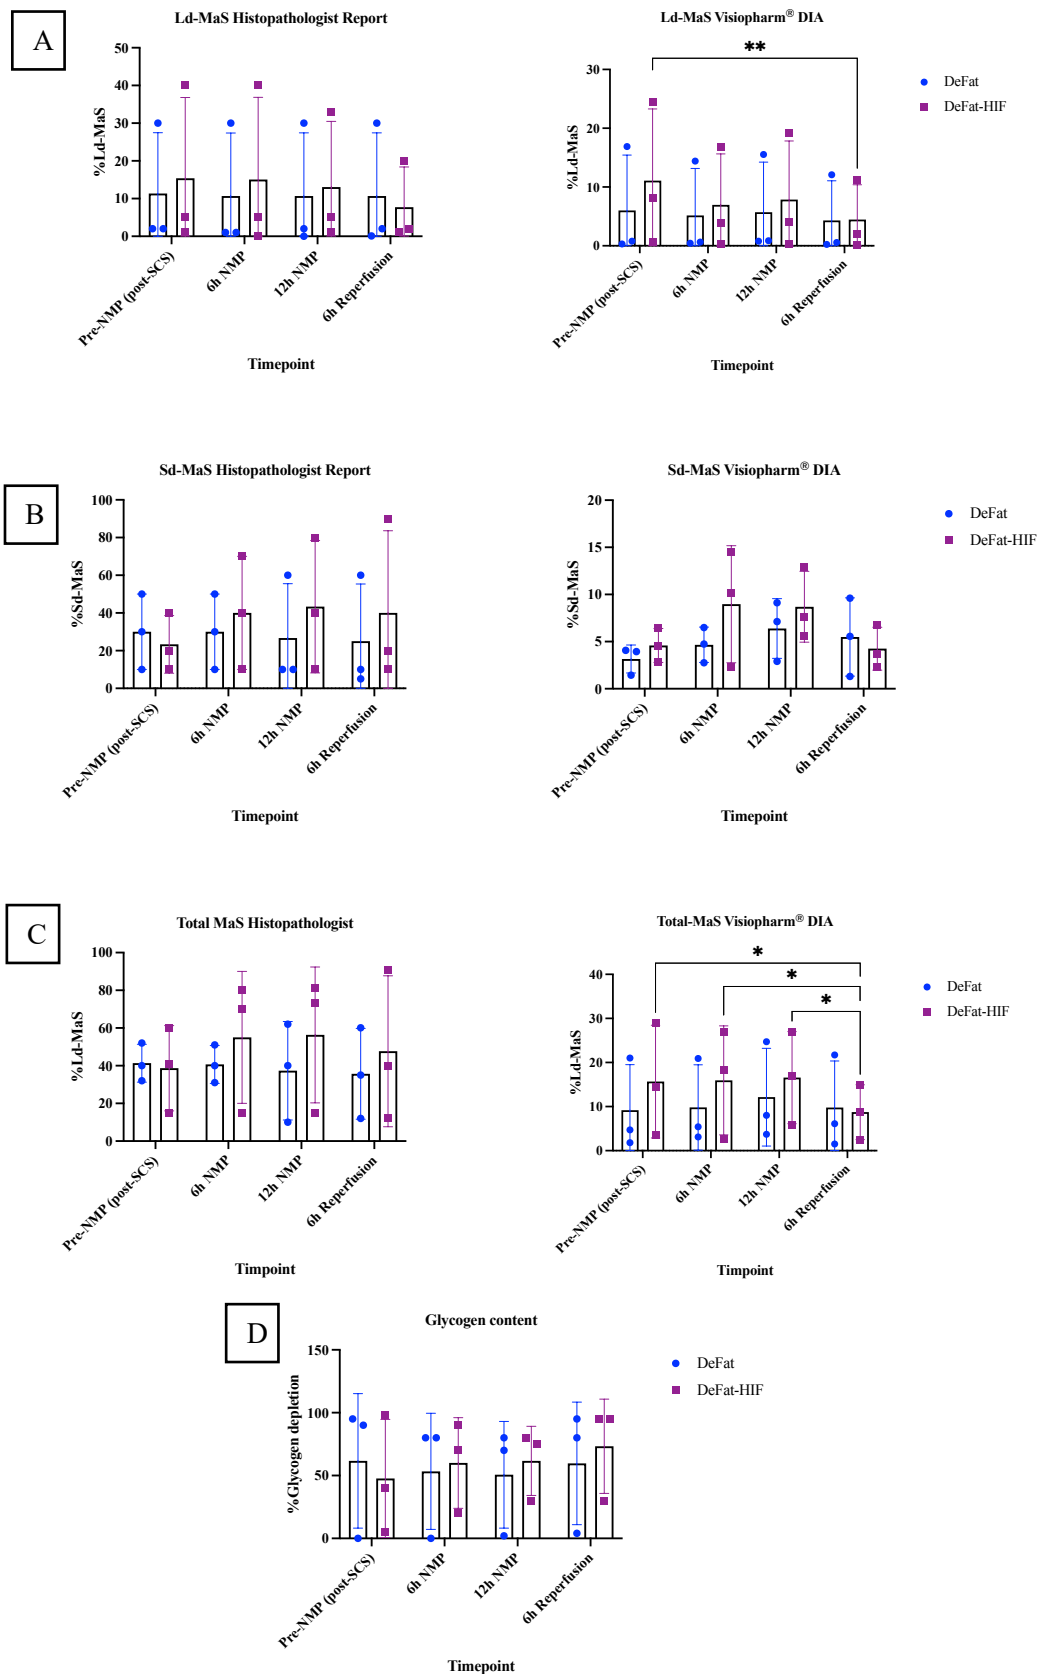 A
Ld-MaS Histopathologist Report
%Ld-MaS
50
40
30
20
10
0
Pre-NMP (post-SCS)
6h NMP
12h NMP
6h Reperfusion
Timepoint
Ld-MaS Visiopharm® DIA
%Ld-MaS
30
20
10
0
**
Pre-NMP (post-SCS)
6h NMP
12h NMP
6h Reperfusion
Timepoint
DeFat
DeFat-HIF
B
Sd-MaS Histopathologist Report
%Sd-MaS
100
80
60
40
20
0
Pre-NMP (post-SCS)
6h NMP
12h NMP
6h Reperfusion
Timepoint
Sd-MaS Visiopharm® DIA
%Sd-MaS
20
15
10
5
0
Pre-NMP (post-SCS)
6h NMP
12h NMP
6h Reperfusion
Timepoint
DeFat
DeFat-HIF
C
Total MaS Histopathologist
%Ld-MaS
100
80
60
40
20
0
Pre-NMP (post-SCS)
6h NMP
12h NMP
6h Reperfusion
Timpoint
Total-MaS Visiopharm® DIA
%Ld-MaS
40
30
20
10
0
*
*
*
Pre-NMP (post-SCS)
6h NMP
12h NMP
6h Reperfusion
Timpoint
DeFat
DeFat-HIF
D
Glycogen content
%Glycogen depletion
150
100
50
0
Pre-NMP (post-SCS)
6h NMP
12h NMP
6h Reperfusion
Timepoint
DeFat
DeFat-HIF